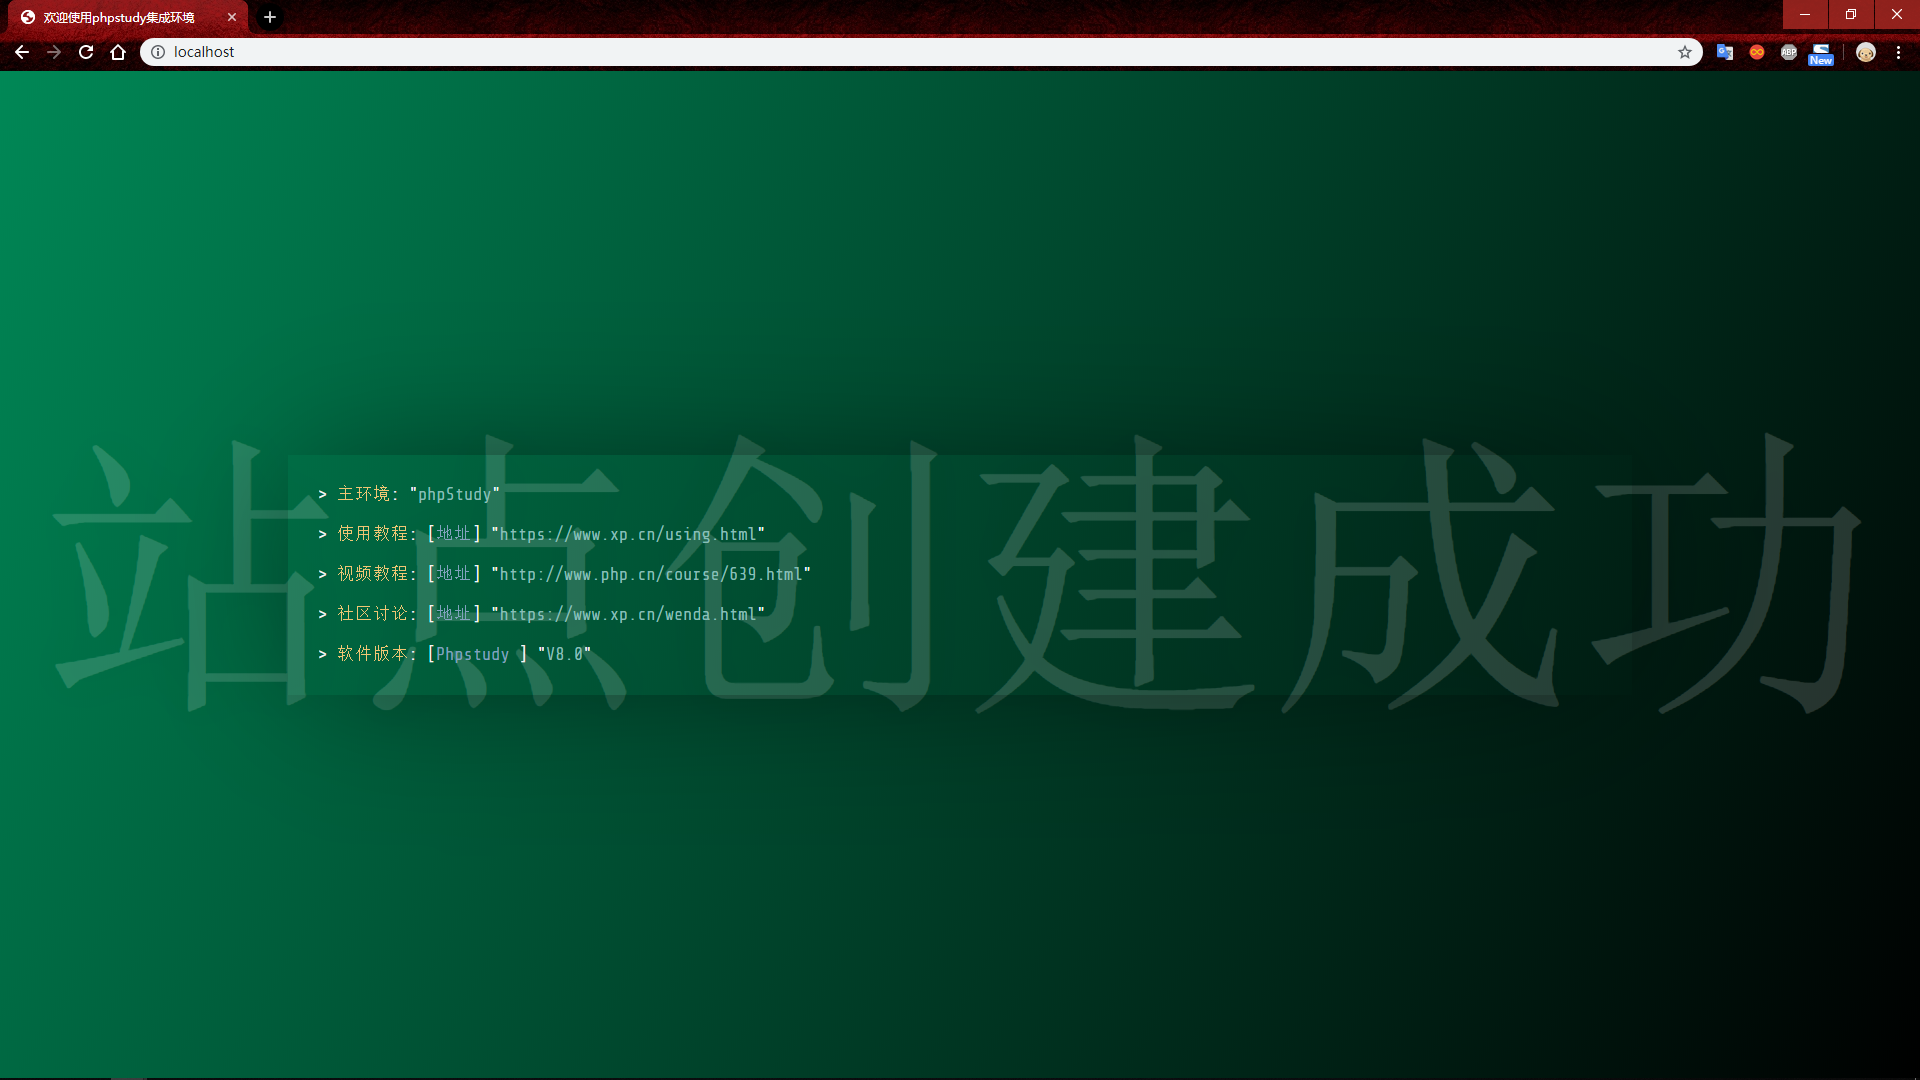 欢迎使用phpstudy集成环境
localhost
ABP
New
站点创建成功
> 主环境: "phpStudy"
> 使用教程: [地址] "https://www.xp.cn/using.html"
> 视频教程: [地址] "http://www.php.cn/course/639.html"
> 社区讨论: [地址] "https://www.xp.cn/wenda.html"
> 软件版本: [Phpstudy ] "V8.0"